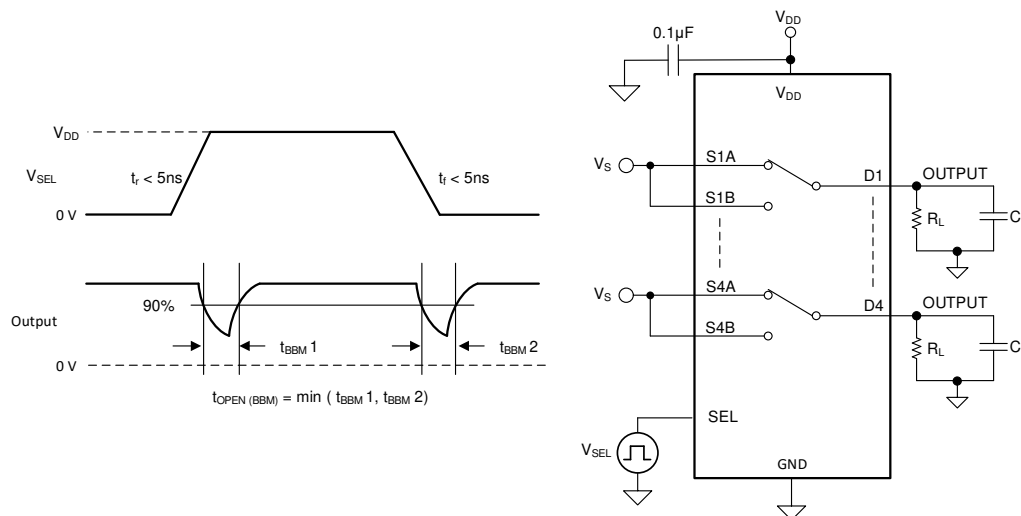 V_DD
V_SEL
t_r < 5ns
t_f < 5ns
0 V
90%
Output
t_BBM 1
t_BBM 2
0 V
t_OPEN (BBM) = min ( t_BBM 1, t_BBM 2)
V_DD
0.1µF
V_DD
V_S
S1A
D1
OUTPUT
S1B
R_L
C
V_S
S4A
D4
OUTPUT
S4B
R_L
C
SEL
V_SEL
GND